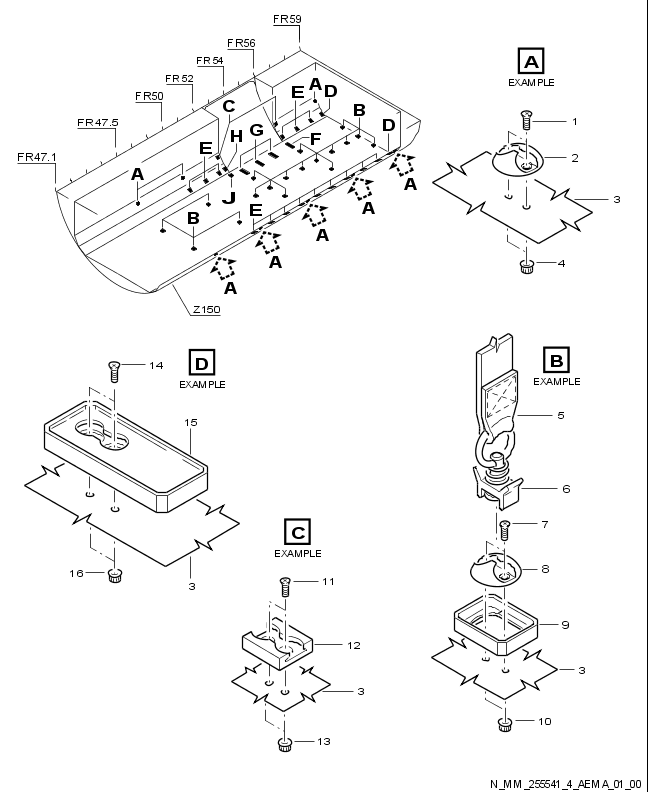 FR59
FR56
FR54
FR52
FR50
FR47.5
FR47.1
A
E
D
C
B
E
H
G
F
D
A
J
B
E
A
A
A
A
A
Z150
A
EXAMPLE
1
2
3
4
D
EXAMPLE
14
15
16
3
B
EXAMPLE
5
6
7
8
9
3
10
C
EXAMPLE
11
12
3
13
N_MM_255541_4_AEMA_01_00